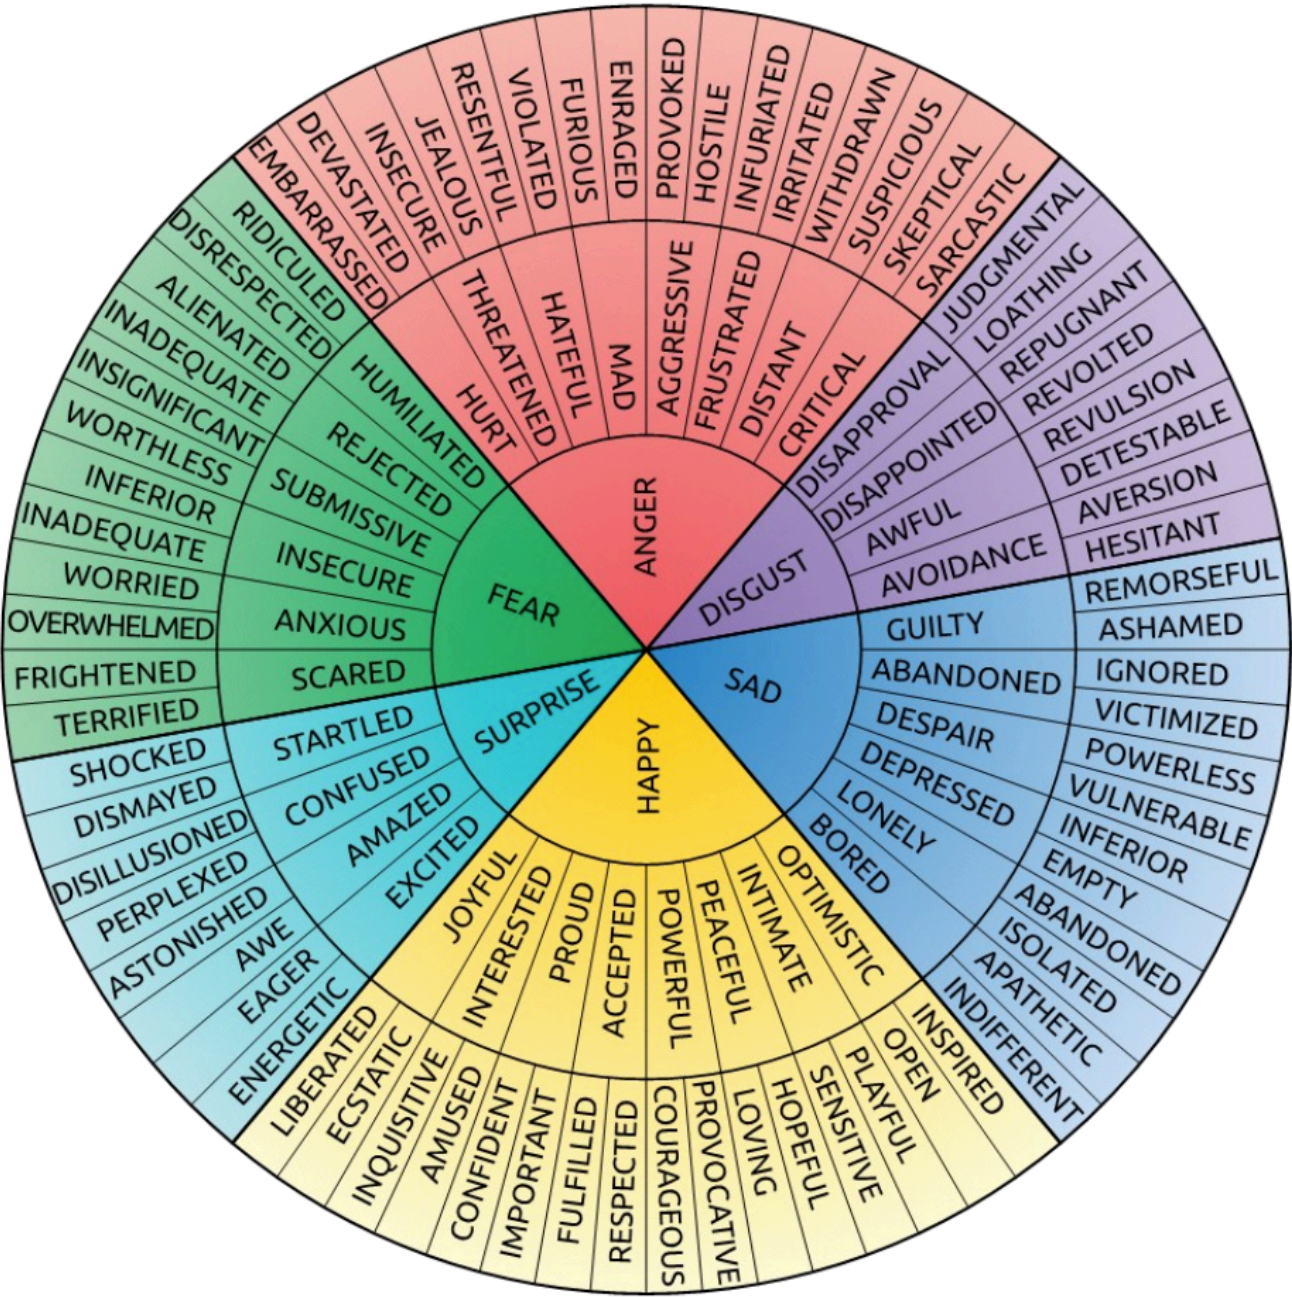 ANGER
HURT
THREATENED
HATEFUL
MAD
AGGRESSIVE
FRUSTRATED
DISTANT
CRITICAL
EMBARRASSED
DEVASTATED
INSECURE
JEALOUS
RESENTFUL
VIOLATED
FURIOUS
ENRAGED
PROVOKED
HOSTILE
INFURIATED
IRRITATED
WITHDRAWN
SUSPICIOUS
SKEPTICAL
SARCASTIC
DISGUST
DISAPPROVAL
DISAPPOINTED
AWFUL
AVOIDANCE
JUDGMENTAL
LOATHING
REPUGNANT
REVOLTED
REVULSION
DETESTABLE
AVERSION
HESITANT
SAD
GUILTY
ABANDONED
DESPAIR
DEPRESSED
LONELY
BORED
REMORSEFUL
ASHAMED
IGNORED
VICTIMIZED
POWERLESS
VULNERABLE
INFERIOR
EMPTY
ABANDONED
ISOLATED
APATHETIC
INDIFFERENT
HAPPY
OPTIMISTIC
INTIMATE
PEACEFUL
POWERFUL
ACCEPTED
PROUD
INTERESTED
JOYFUL
INSPIRED
OPEN
PLAYFUL
SENSITIVE
HOPEFUL
LOVING
PROVOCATIVE
COURAGEOUS
RESPECTED
FULFILLED
IMPORTANT
CONFIDENT
AMUSED
INQUISITIVE
ECSTATIC
LIBERATED
SURPRISE
EXCITED
AMAZED
CONFUSED
STARTLED
ENERGETIC
EAGER
AWE
ASTONISHED
PERPLEXED
DISILLUSIONED
DISMAYED
SHOCKED
FEAR
SCARED
ANXIOUS
INSECURE
SUBMISSIVE
REJECTED
HUMILIATED
TERRIFIED
FRIGHTENED
OVERWHELMED
WORRIED
INADEQUATE
INFERIOR
WORTHLESS
INSIGNIFICANT
INADEQUATE
ALIENATED
DISRESPECTED
RIDICULED